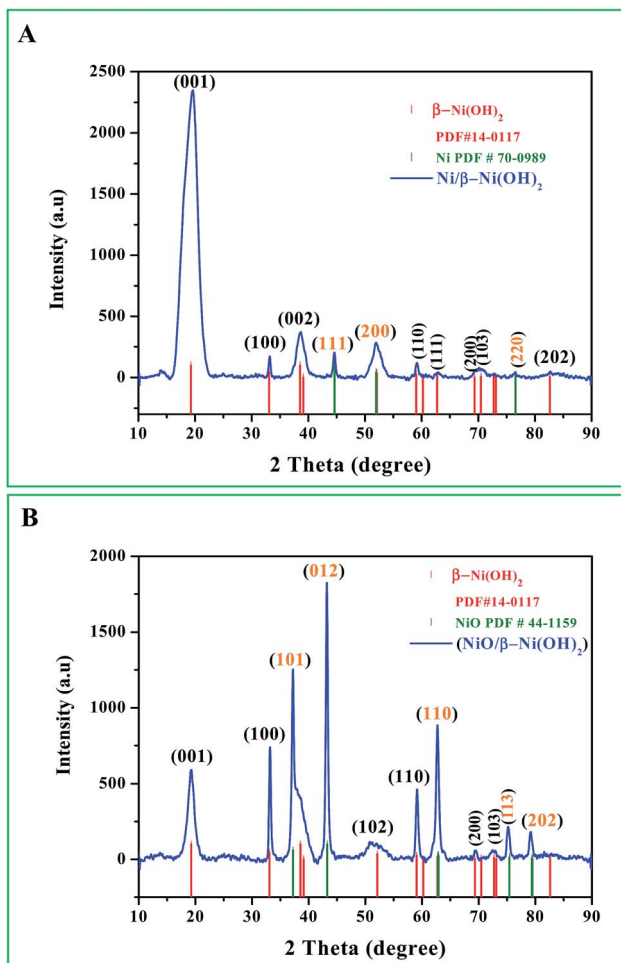 A
2500
2000
1500
1000
500
0
Intensity (a.u)
(001)
(100)
(002)
(111)
(200)
(110)
(111)
(200)
(103)
(220)
(202)
β–Ni(OH)₂
PDF#14-0117
Ni PDF # 70-0989
Ni/β–Ni(OH)₂
10 20 30 40 50 60 70 80 90
2 Theta (degree)
B
2000
1500
1000
500
0
Intensity (a.u)
(001)
(100)
(101)
(012)
(102)
(110)
(110)
(200)
(103)
(113)
(202)
β–Ni(OH)₂
PDF#14-0117
NiO PDF # 44-1159
(NiO/β–Ni(OH)₂)
10 20 30 40 50 60 70 80 90
2 Theta (degree)